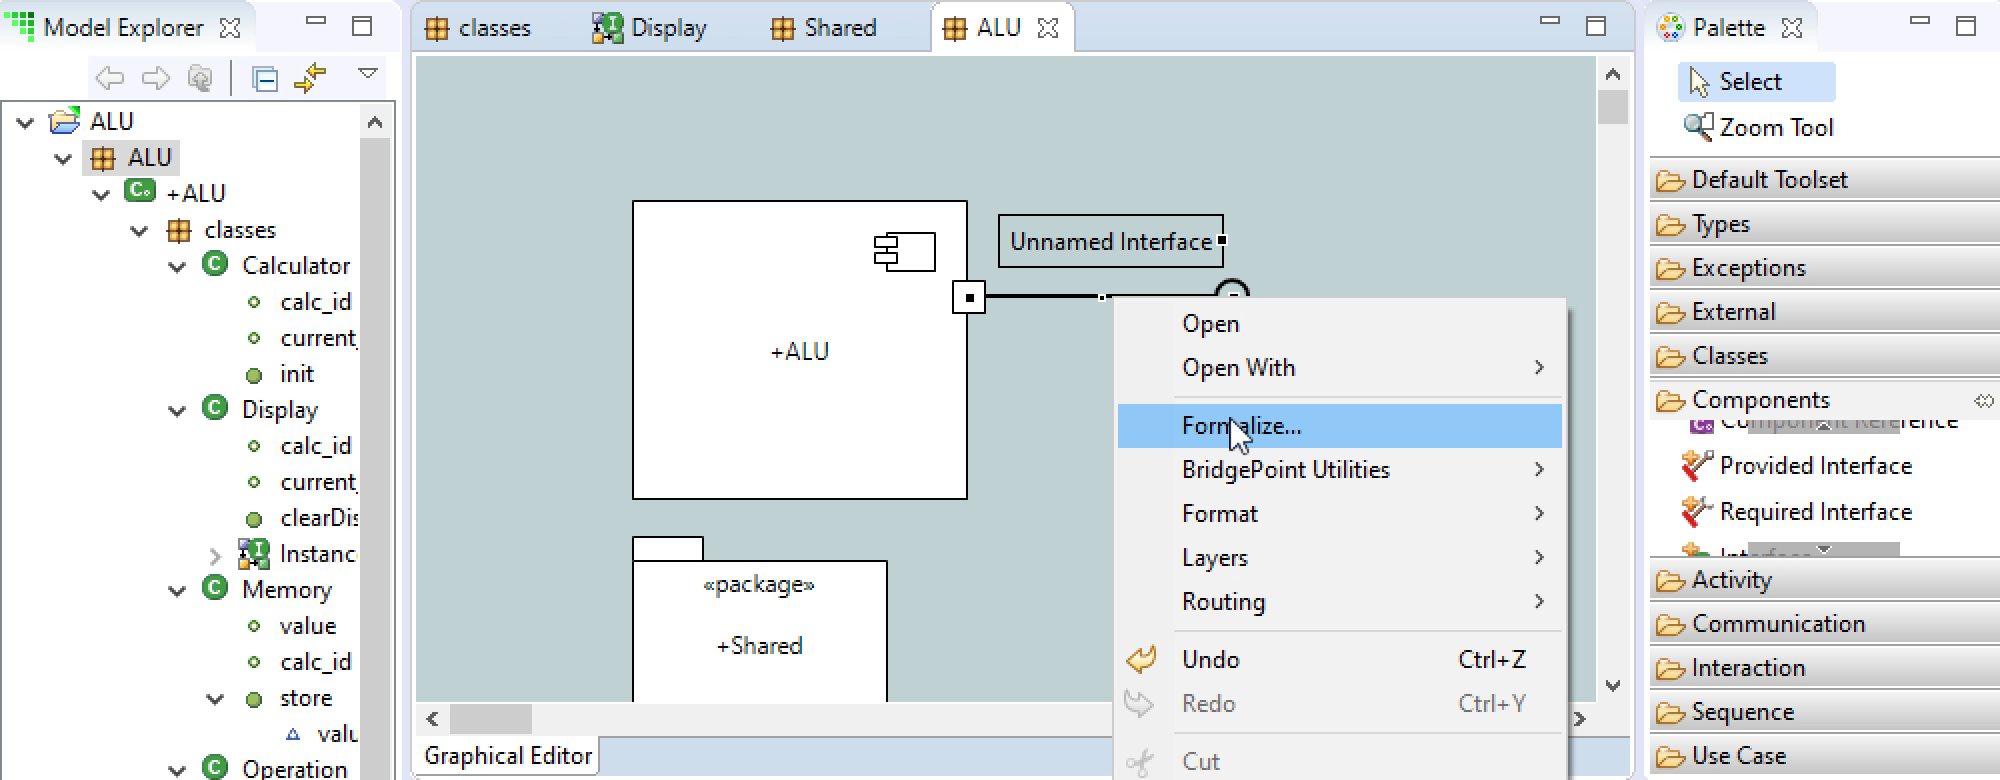 Model Explorer
ALU
ALU
+ALU
classes
Calculator
calc_id
current_
init
Display
calc_id
current_
clearDis
Instanc
Memory
value
calc_id
store
valu
Operation
classes
Display
Shared
ALU
Unnamed Interface
+ALU
«package»
+Shared
Graphical Editor
Open
Open With
Formalize...
BridgePoint Utilities
Format
Layers
Routing
Undo Ctrl+Z
Redo Ctrl+Y
Cut
Palette
Select
Zoom Tool
Default Toolset
Types
Exceptions
External
Classes
Components
Component Reference
Provided Interface
Required Interface
Interface
Activity
Communication
Interaction
Sequence
Use Case